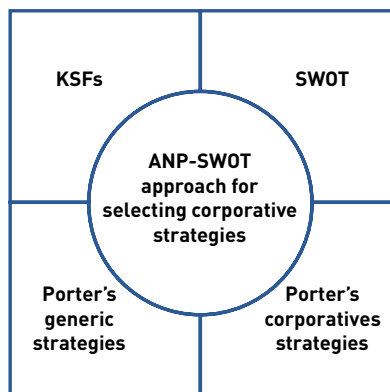 KSFs
SWOT
ANP-SWOT
approach for
selecting corporative
strategies
Porter's
generic
strategies
Porter's
corporatives
strategies